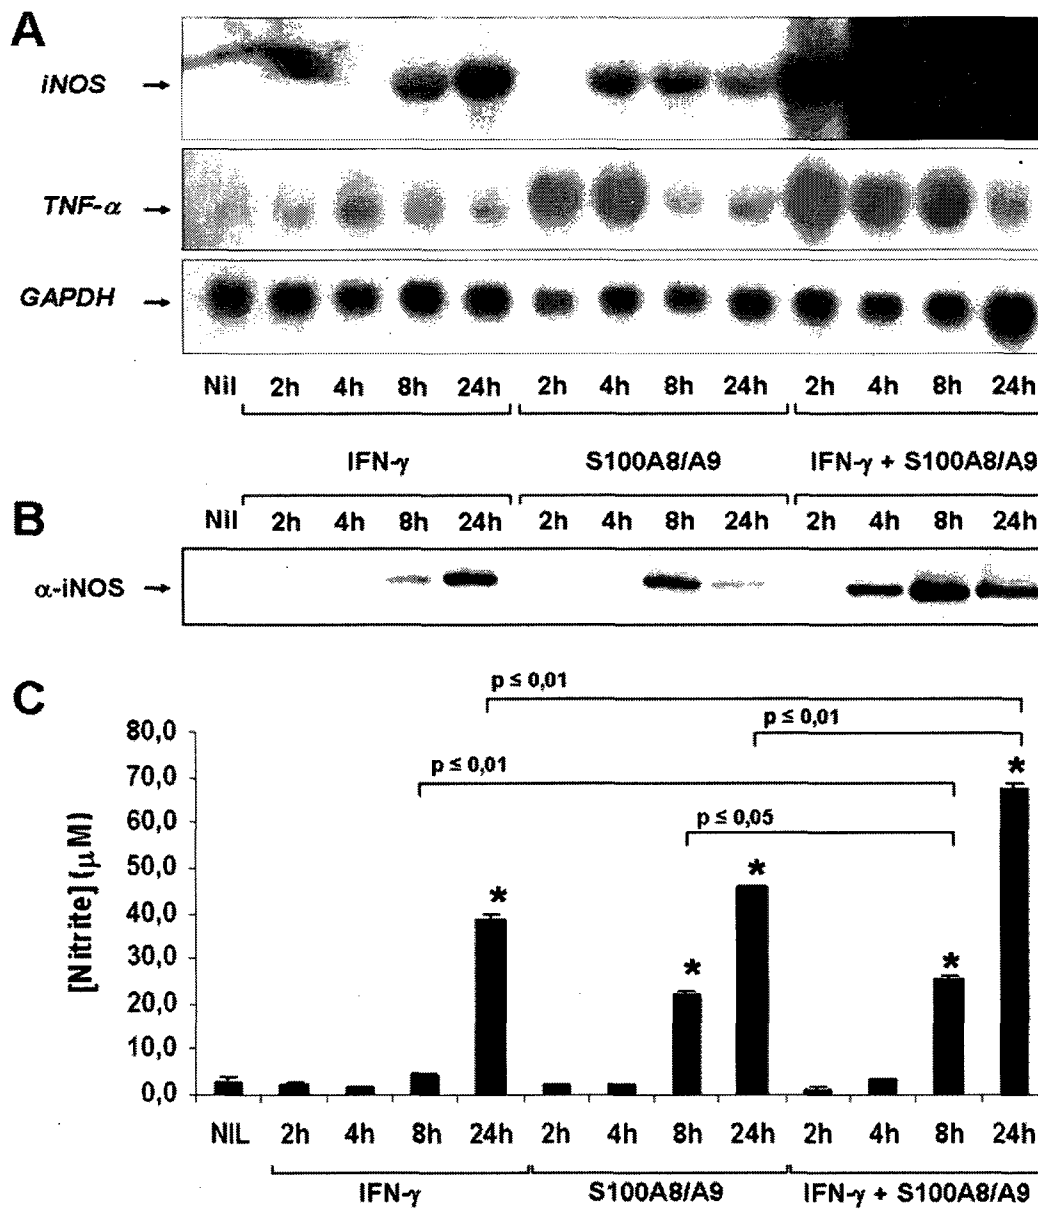 A
iNOS
TNF-α
GAPDH
Nil 2h 4h 8h 24h 2h 4h 8h 24h 2h 4h 8h 24h
IFN-γ S100A8/A9 IFN-γ + S100A8/A9
B
Nil 2h 4h 8h 24h 2h 4h 8h 24h 2h 4h 8h 24h
α-iNOS
C
p ≤ 0,01
p ≤ 0,01
p ≤ 0,01
p ≤ 0,05
[Nitrite] (μM)
80,0
70,0
60,0
50,0
40,0
30,0
20,0
10,0
0,0
* * * * *
NIL 2h 4h 8h 24h 2h 4h 8h 24h 2h 4h 8h 24h
IFN-γ S100A8/A9 IFN-γ + S100A8/A9